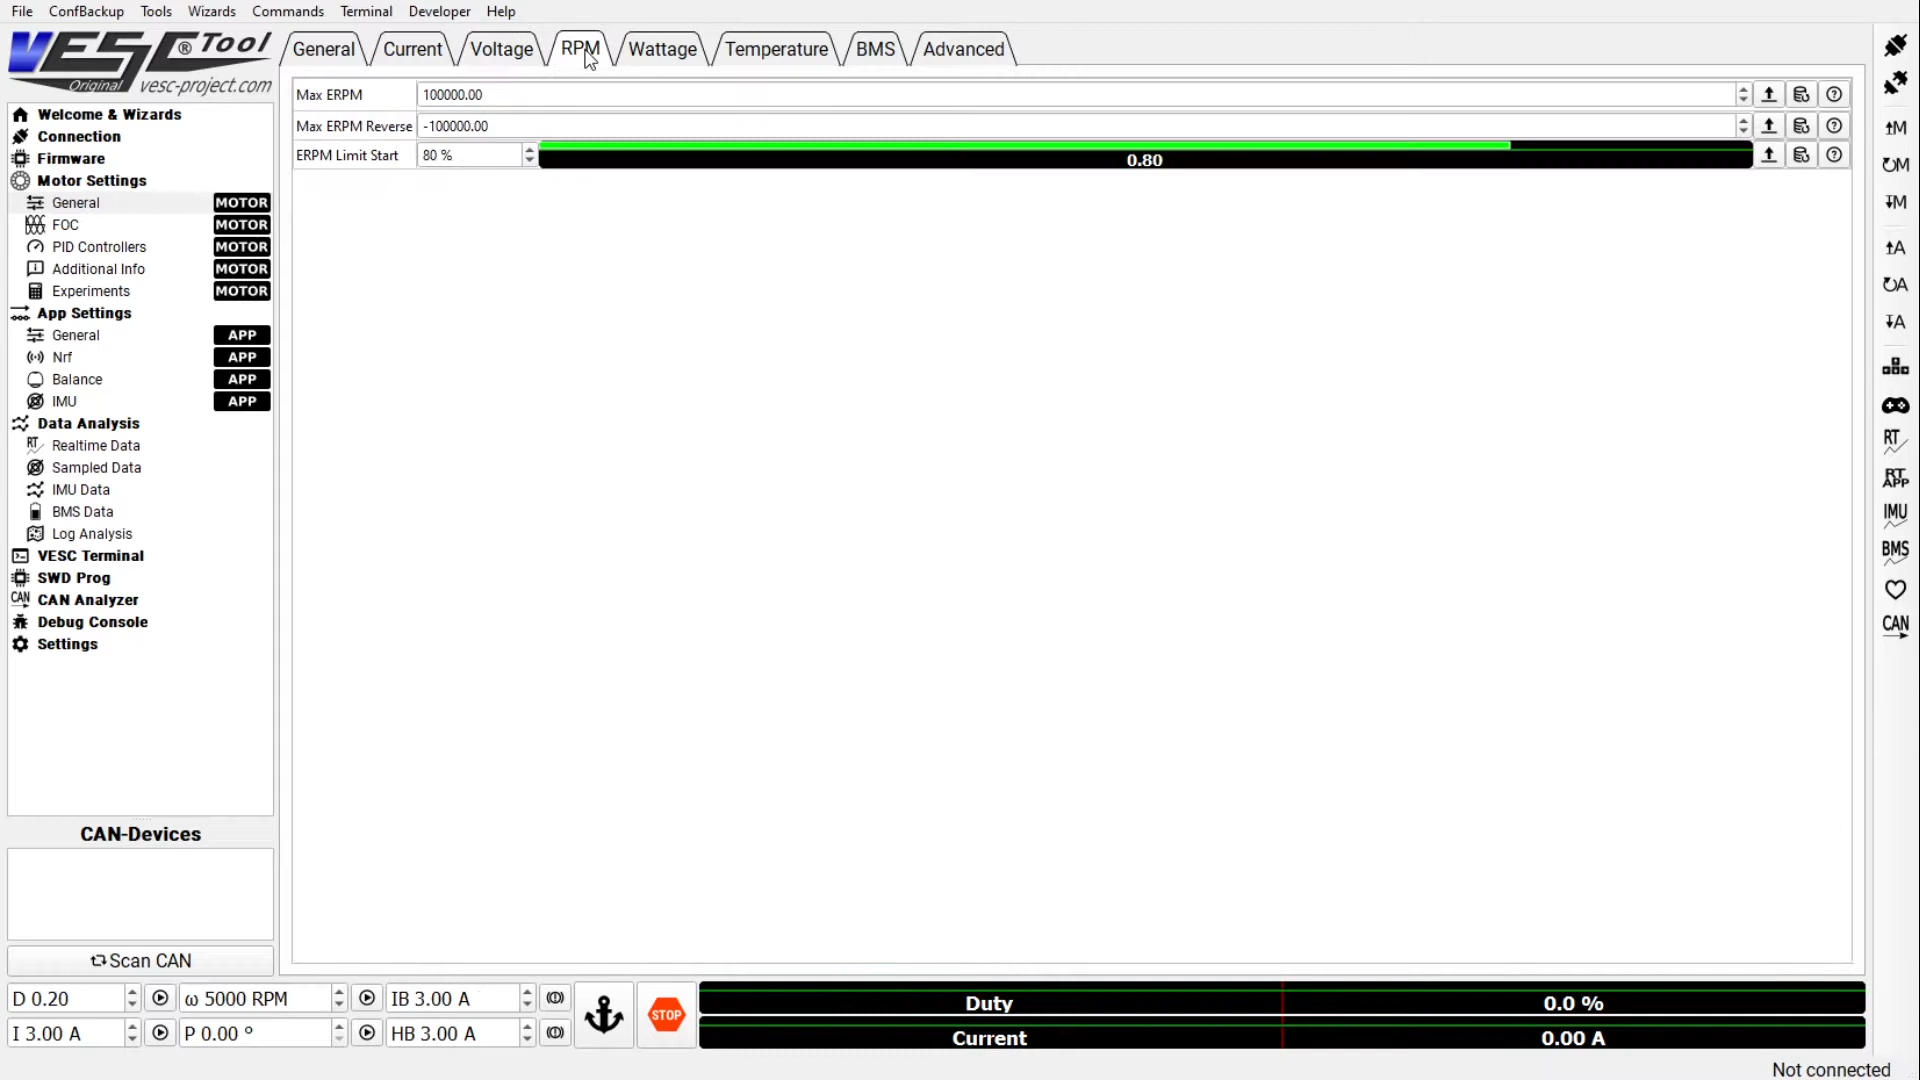 File ConfBackup Tools Wizards Commands Terminal Developer Help
VESC® Tool
Original vesc-project.com
General Current Voltage RPM Wattage Temperature BMS Advanced
Max ERPM 100000.00
Max ERPM Reverse -100000.00
ERPM Limit Start 80 % 0.80
Welcome & Wizards
Connection
Firmware
Motor Settings
General MOTOR
FOC MOTOR
PID Controllers MOTOR
Additional Info MOTOR
Experiments MOTOR
App Settings
General APP
Nrf APP
Balance APP
IMU APP
Data Analysis
RT Realtime Data
Sampled Data
IMU Data
BMS Data
Log Analysis
VESC Terminal
SWD Prog
CAN CAN Analyzer
Debug Console
Settings
CAN-Devices
Scan CAN
D 0.20 ω 5000 RPM IB 3.00 A
I 3.00 A P 0.00 ° HB 3.00 A
STOP
Duty 0.0 %
Current 0.00 A
Not connected
M
M
M
A
A
A
RT
RT
APP
IMU
BMS
CAN